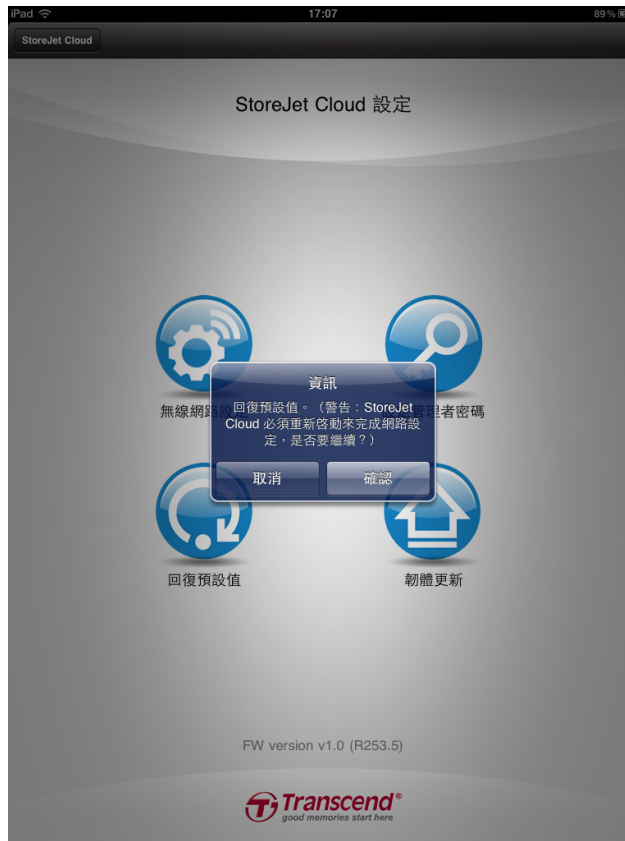 iPad 17:07 89%
StoreJet Cloud
StoreJet Cloud 設定
資訊
回復預設值。（警告：StoreJet
Cloud 必須重新啓動來完成網路設
定，是否要繼續？）
取消 確認
無線網路 管理者密碼
回復預設值 韌體更新
FW version v1.0 (R253.5)
Transcend®
good memories start here